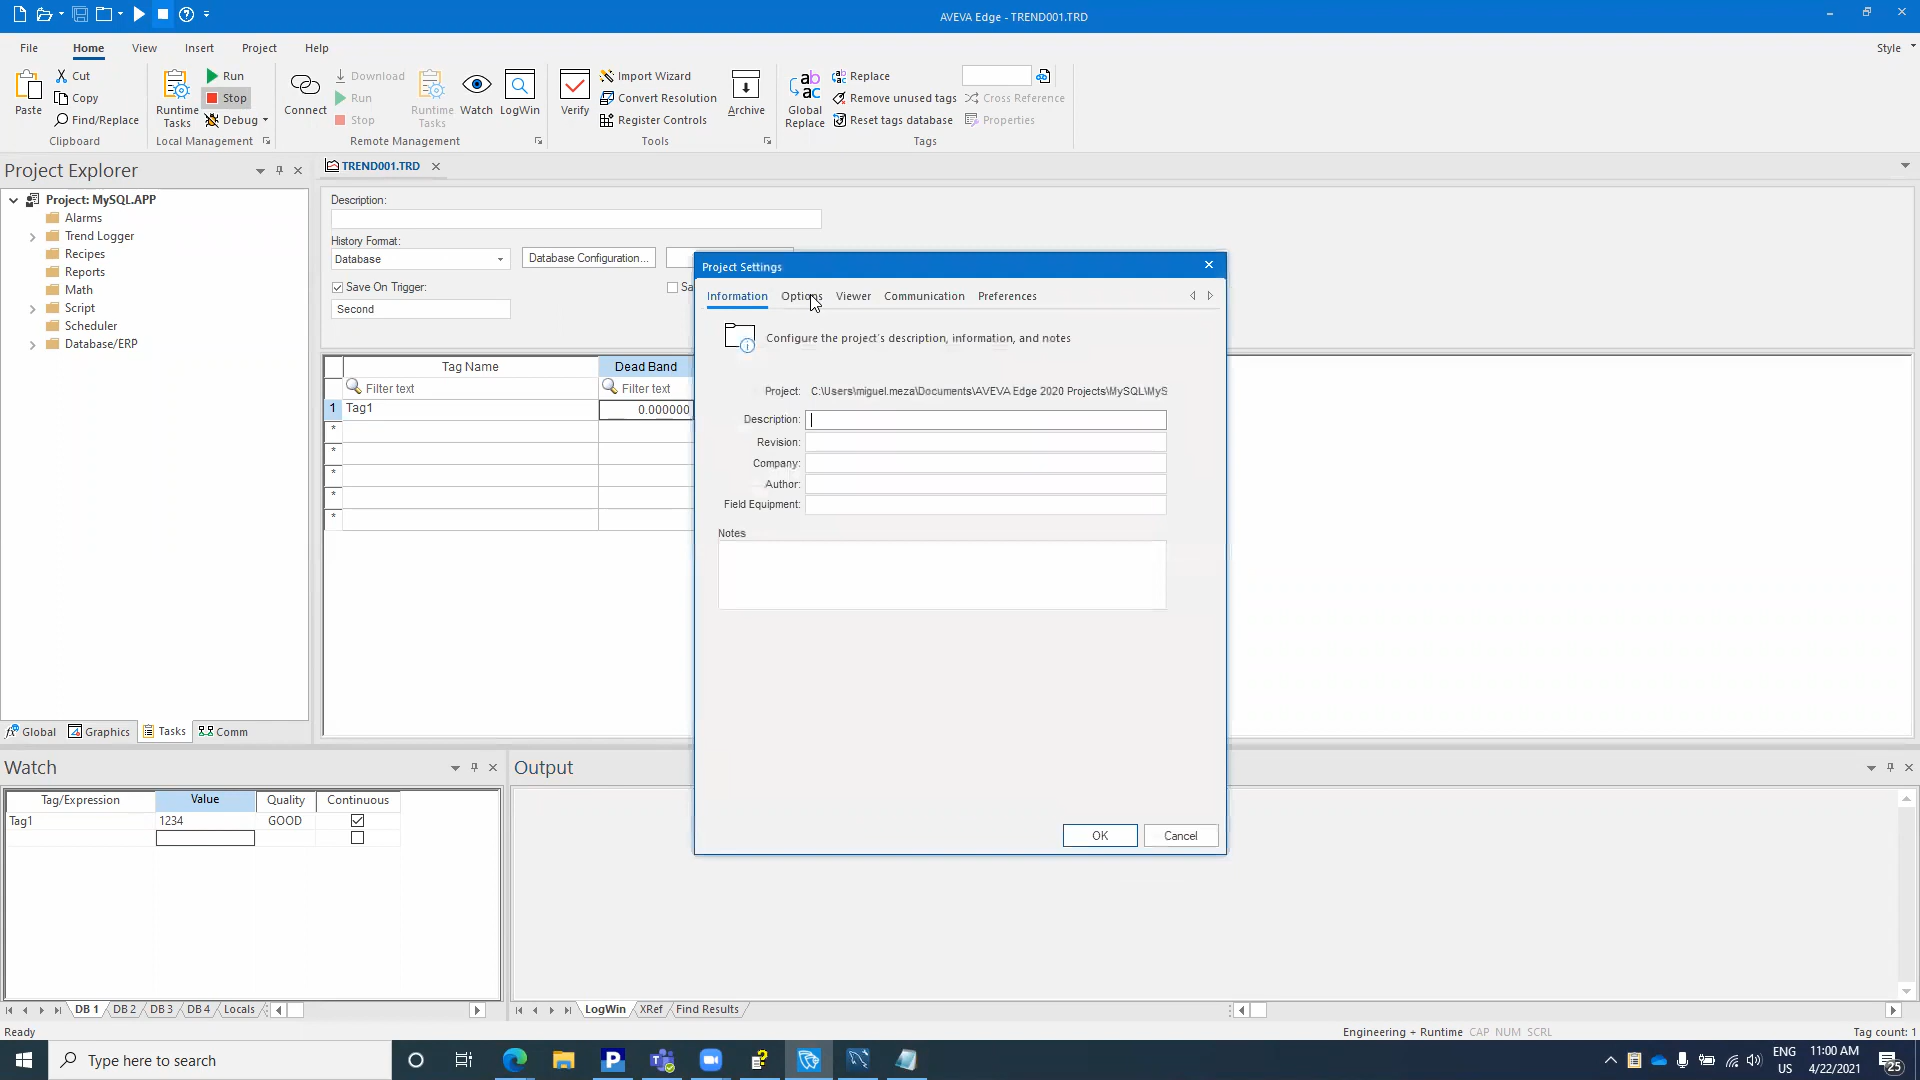 AVEVA Edge - TREND001.TRD
File Home View Insert Project Help Style
Paste Cut Copy Find/Replace Clipboard
Runtime Tasks Run Stop Debug Local Management
Connect Download Run Stop Runtime Tasks Watch LogWin Remote Management
Verify Import Wizard Convert Resolution Register Controls Archive Tools
Global Replace Replace Remove unused tags Reset tags database Cross Reference Properties Tags
Project Explorer
Project: MySQL.APP
Alarms
Trend Logger
Recipes
Reports
Math
Script
Scheduler
Database/ERP
Global Graphics Tasks Comm
TREND001.TRD
Description:
History Format:
Database Database Configuration...
Save On Trigger: Sa
Second
Tag Name Dead Band
Filter text Filter text
1 Tag1 0.000000
*
*
*
*
*
Project Settings
Information Options Viewer Communication Preferences
Configure the project's description, information, and notes
Project: C:\Users\miguel.meza\Documents\AVEVA Edge 2020 Projects\MySQL\MyS
Description:
Revision:
Company:
Author:
Field Equipment:
Notes
OK Cancel
Watch
Tag/Expression Value Quality Continuous
Tag1 1234 GOOD
DB 1 DB 2 DB 3 DB 4 Locals
Output
LogWin XRef Find Results
Ready Engineering + Runtime CAP NUM SCRL Tag count: 1
Type here to search
ENG
US
11:00 AM
4/22/2021
25